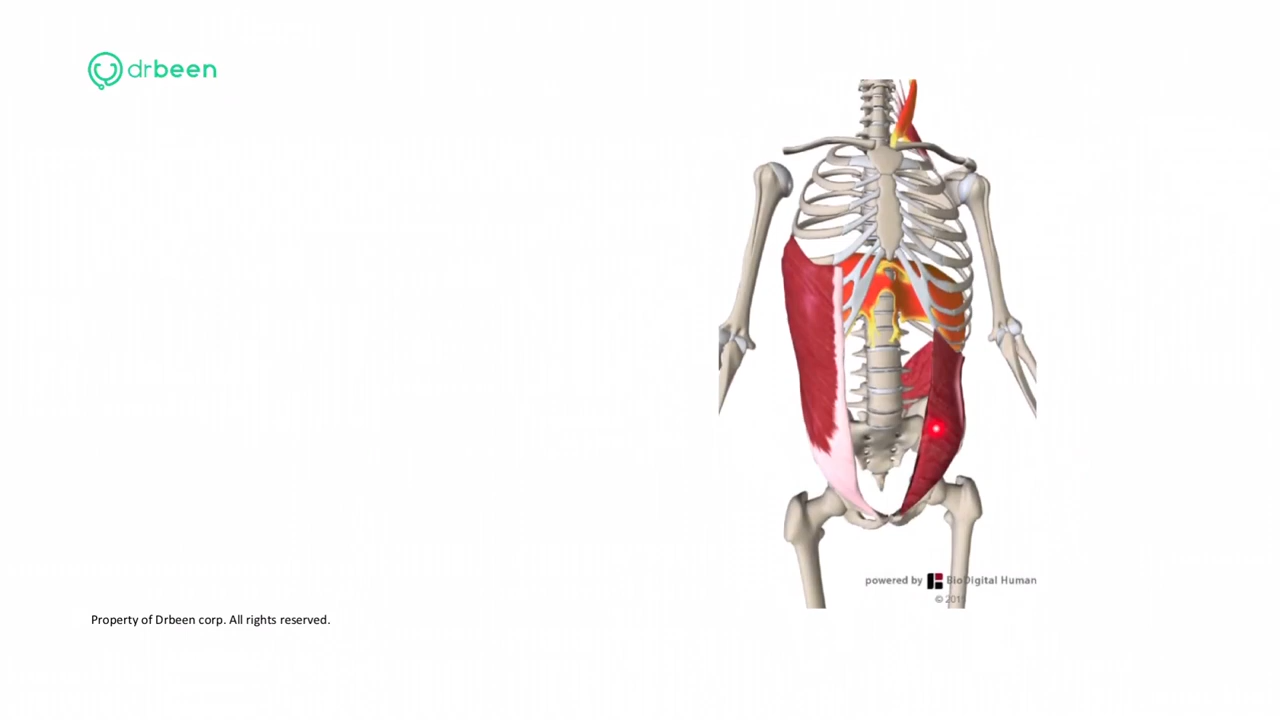 drbeen
powered by BioDigital Human
Property of Drbeen corp. All rights reserved.